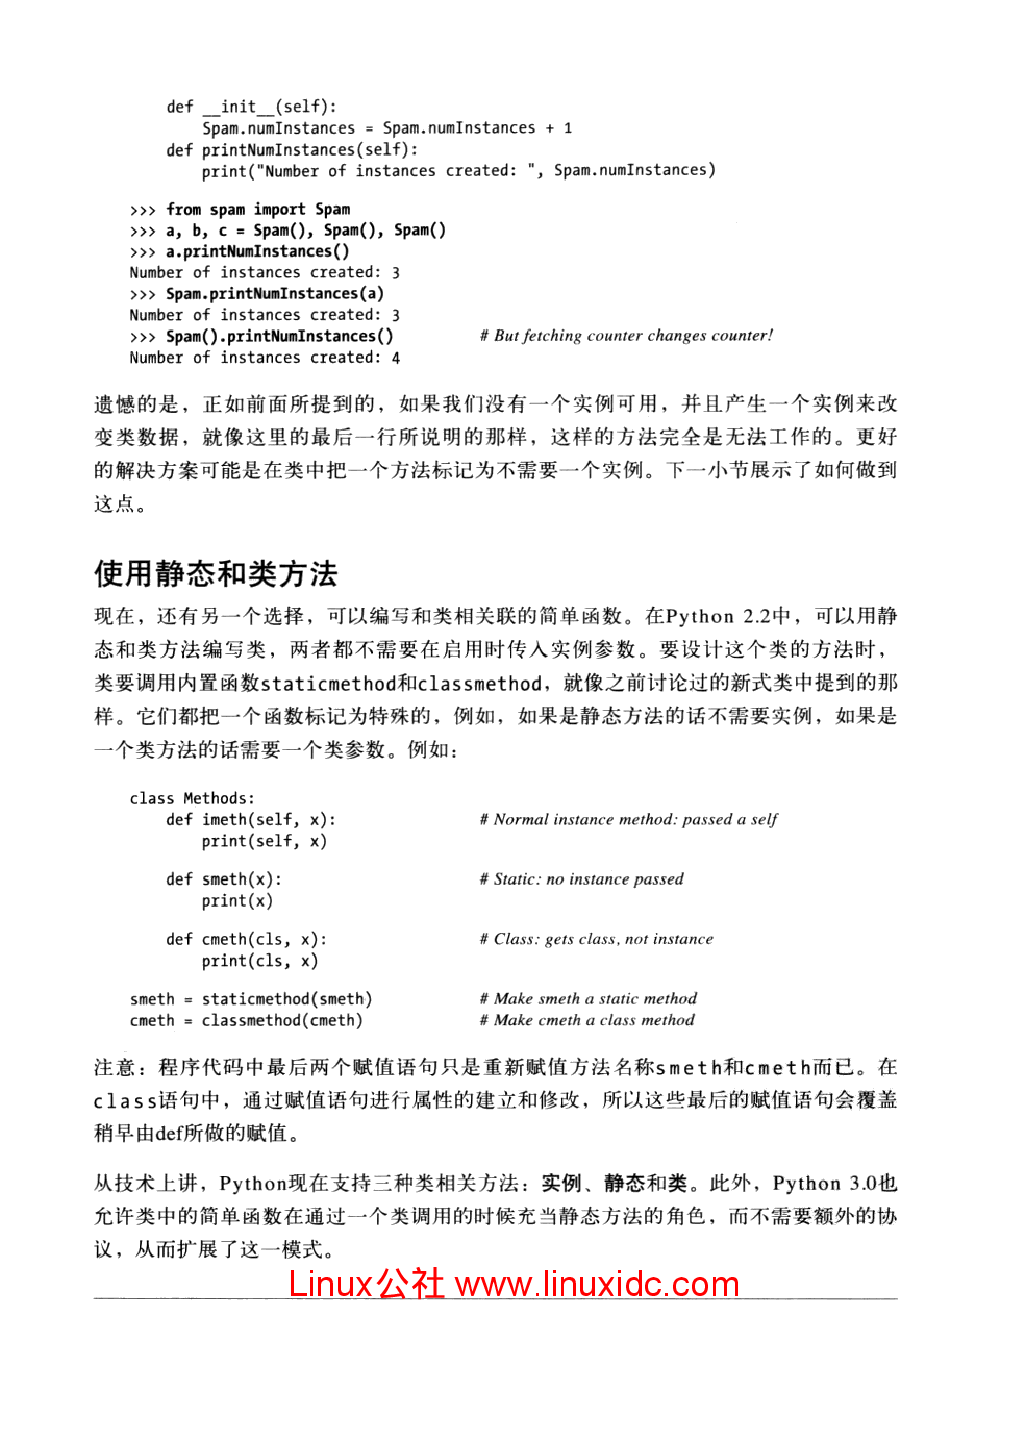 def __init__(self):
Spam.numInstances = Spam.numInstances + 1
def printNumInstances(self):
print("Number of instances created: ", Spam.numInstances)
>>> from spam import Spam
>>> a, b, c = Spam(), Spam(), Spam()
>>> a.printNumInstances()
Number of instances created: 3
>>> Spam.printNumInstances(a)
Number of instances created: 3
>>> Spam().printNumInstances() # But fetching counter changes counter!
Number of instances created: 4
遗憾的是，正如前面所提到的，如果我们没有一个实例可用，并且产生一个实例来改
变类数据，就像这里的最后一行所说明的那样，这样的方法完全是无法工作的。更好
的解决方案可能是在类中把一个方法标记为不需要一个实例。下一小节展示了如何做到
这点。
使用静态和类方法
现在，还有另一个选择，可以编写和类相关联的简单函数。在Python 2.2中，可以用静
态和类方法编写类，两者都不需要在启用时传入实例参数。要设计这个类的方法时，
类要调用内置函数staticmethod和classmethod，就像之前讨论过的新式类中提到的那
样。它们都把一个函数标记为特殊的，例如，如果是静态方法的话不需要实例，如果是
一个类方法的话需要一个类参数。例如：
class Methods:
def imeth(self, x): # Normal instance method: passed a self
print(self, x)
def smeth(x): # Static: no instance passed
print(x)
def cmeth(cls, x): # Class: gets class, not instance
print(cls, x)
smeth = staticmethod(smeth) # Make smeth a static method
cmeth = classmethod(cmeth) # Make cmeth a class method
注意：程序代码中最后两个赋值语句只是重新赋值方法名称smeth和cmeth而已。在
class语句中，通过赋值语句进行属性的建立和修改，所以这些最后的赋值语句会覆盖
稍早由def所做的赋值。
从技术上讲，Python现在支持三种类相关方法：实例、静态和类。此外，Python 3.0也
允许类中的简单函数在通过一个类调用的时候充当静态方法的角色，而不需要额外的协
议，从而扩展了这一模式。
Linux公社 www.linuxidc.com